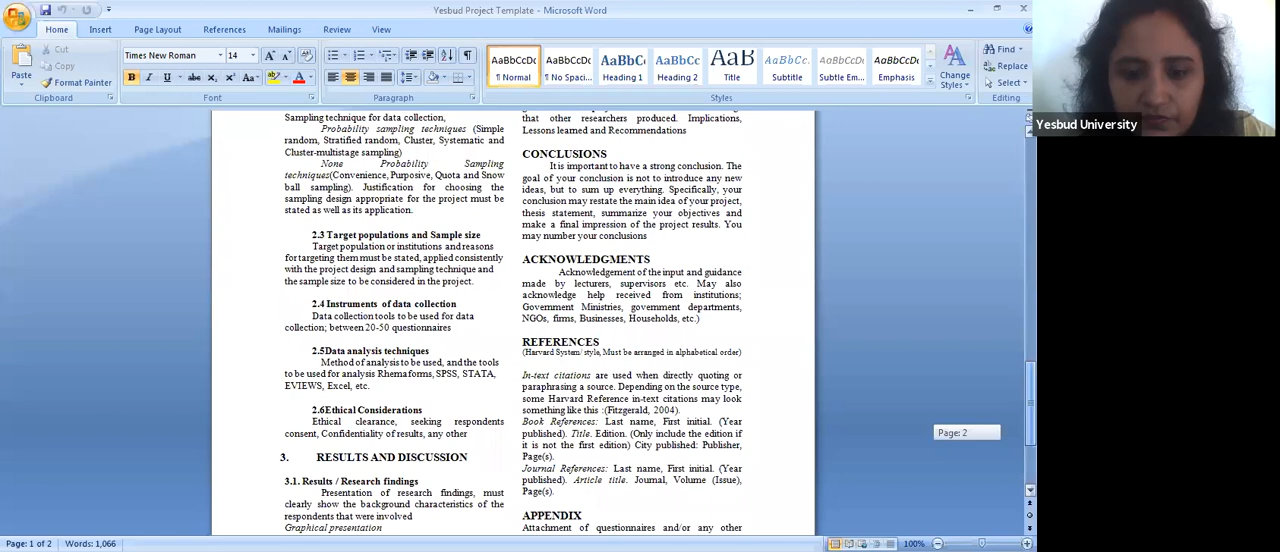 Yesbud Project Template - Microsoft Word
Home
Insert
Page Layout
References
Mailings
Review
View
Paste
Cut
Copy
Format Painter
Clipboard
Times New Roman
14
Font
Paragraph
AaBbCcDc
¶ Normal
AaBbCcDc
¶ No Spaci...
AaBbC
Heading 1
AaBbCc
Heading 2
AaB
Title
AaBbCc
Subtitle
AaBbCcDc
Subtle Em...
AaBbCcDc
Emphasis
Styles
Change
Styles
Find
Replace
Select
Editing
Yesbud University
Sampling technique for data collection,
Probability sampling techniques (Simple
random, Stratified random, Cluster, Systematic and
Cluster-multistage sampling)
None Probability Sampling
techniques(Convenience, Purposive, Quota and Snow
ball sampling). Justification for choosing the
sampling design appropriate for the project must be
stated as well as its application.
2.3 Target populations and Sample size
Target population or institutions and reasons
for targeting them must be stated, applied consistently
with the project design and sampling technique and
the sample size to be considered in the project.
2.4 Instruments of data collection
Data collection tools to be used for data
collection; between 20-50 questionnaires
2.5Data analysis techniques
Method of analysis to be used, and the tools
to be used for analysis Rhemaforms, SPSS, STATA,
EVIEWS, Excel, etc.
2.6Ethical Considerations
Ethical clearance, seeking respondents
consent, Confidentiality of results, any other
3. RESULTS AND DISCUSSION
3.1. Results / Research findings
Presentation of research findings, must
clearly show the background characteristics of the
respondents that were involved
Graphical presentation
that other researchers produced. Implications,
Lessons learned and Recommendations
CONCLUSIONS
It is important to have a strong conclusion. The
goal of your conclusion is not to introduce any new
ideas, but to sum up everything. Specifically, your
conclusion may restate the main idea of your project,
thesis statement, summarize your objectives and
make a final impression of the project results. You
may number your conclusions
ACKNOWLEDGMENTS
Acknowledgement of the input and guidance
made by lecturers, supervisors etc. May also
acknowledge help received from institutions;
Government Ministries, government departments,
NGOs, firms, Businesses, Households, etc.)
REFERENCES
(Harvard System/ style, Must be arranged in alphabetical order)
In-text citations are used when directly quoting or
paraphrasing a source. Depending on the source type,
some Harvard Reference in-text citations may look
something like this :(Fitzgerald, 2004).
Book References: Last name, First initial. (Year
published). Title. Edition. (Only include the edition if
it is not the first edition) City published: Publisher,
Page(s).
Journal References: Last name, First initial. (Year
published). Article title. Journal, Volume (Issue),
Page(s).
APPENDIX
Attachment of questionnaires and/or any other
Page: 2
Page: 1 of 2
Words: 1,066
100%